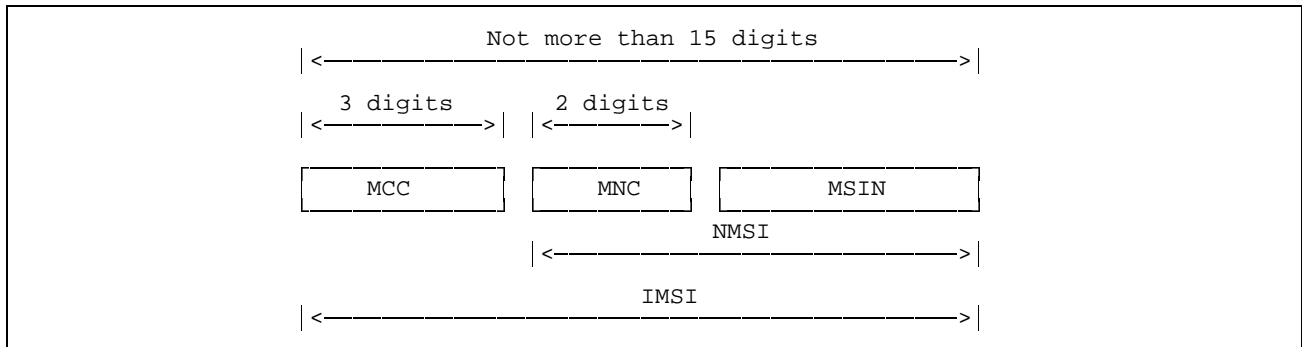 Not more than 15 digits
3 digits 2 digits
MCC MNC MSIN
NMSI
IMSI